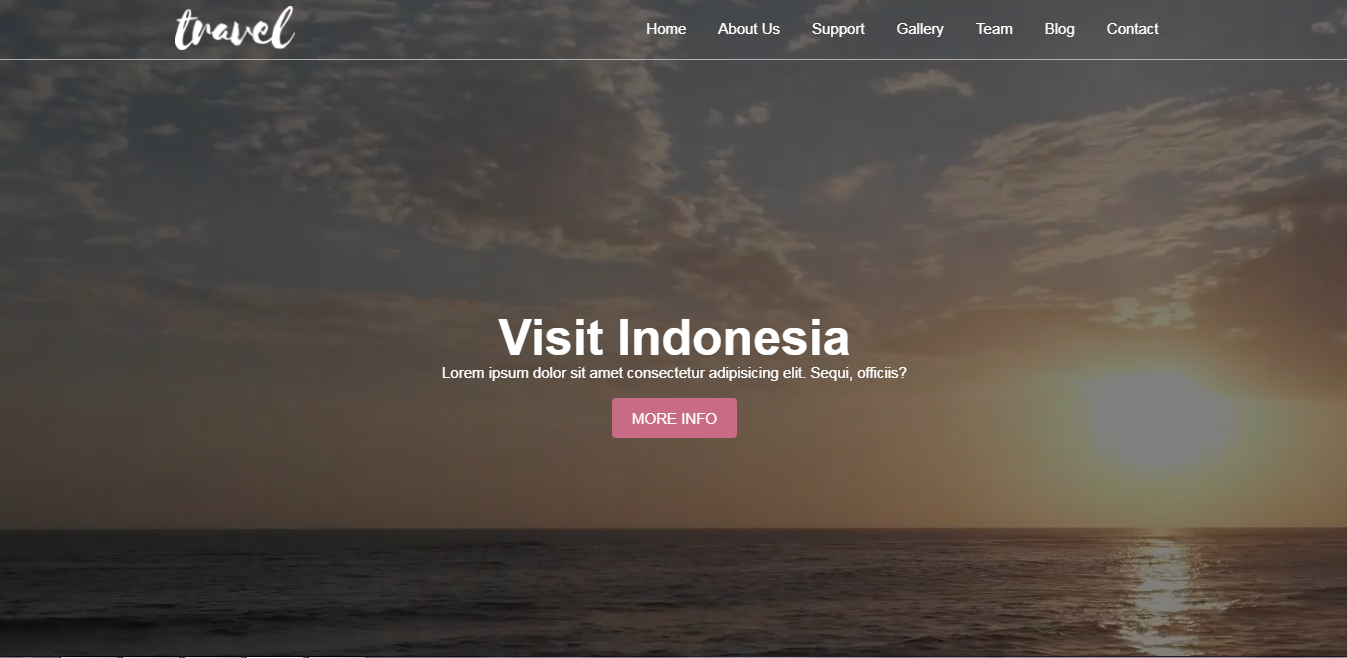 travel
Home About Us Support Gallery Team Blog Contact
Visit Indonesia
Lorem ipsum dolor sit amet consectetur adipisicing elit. Sequi, officiis?
MORE INFO